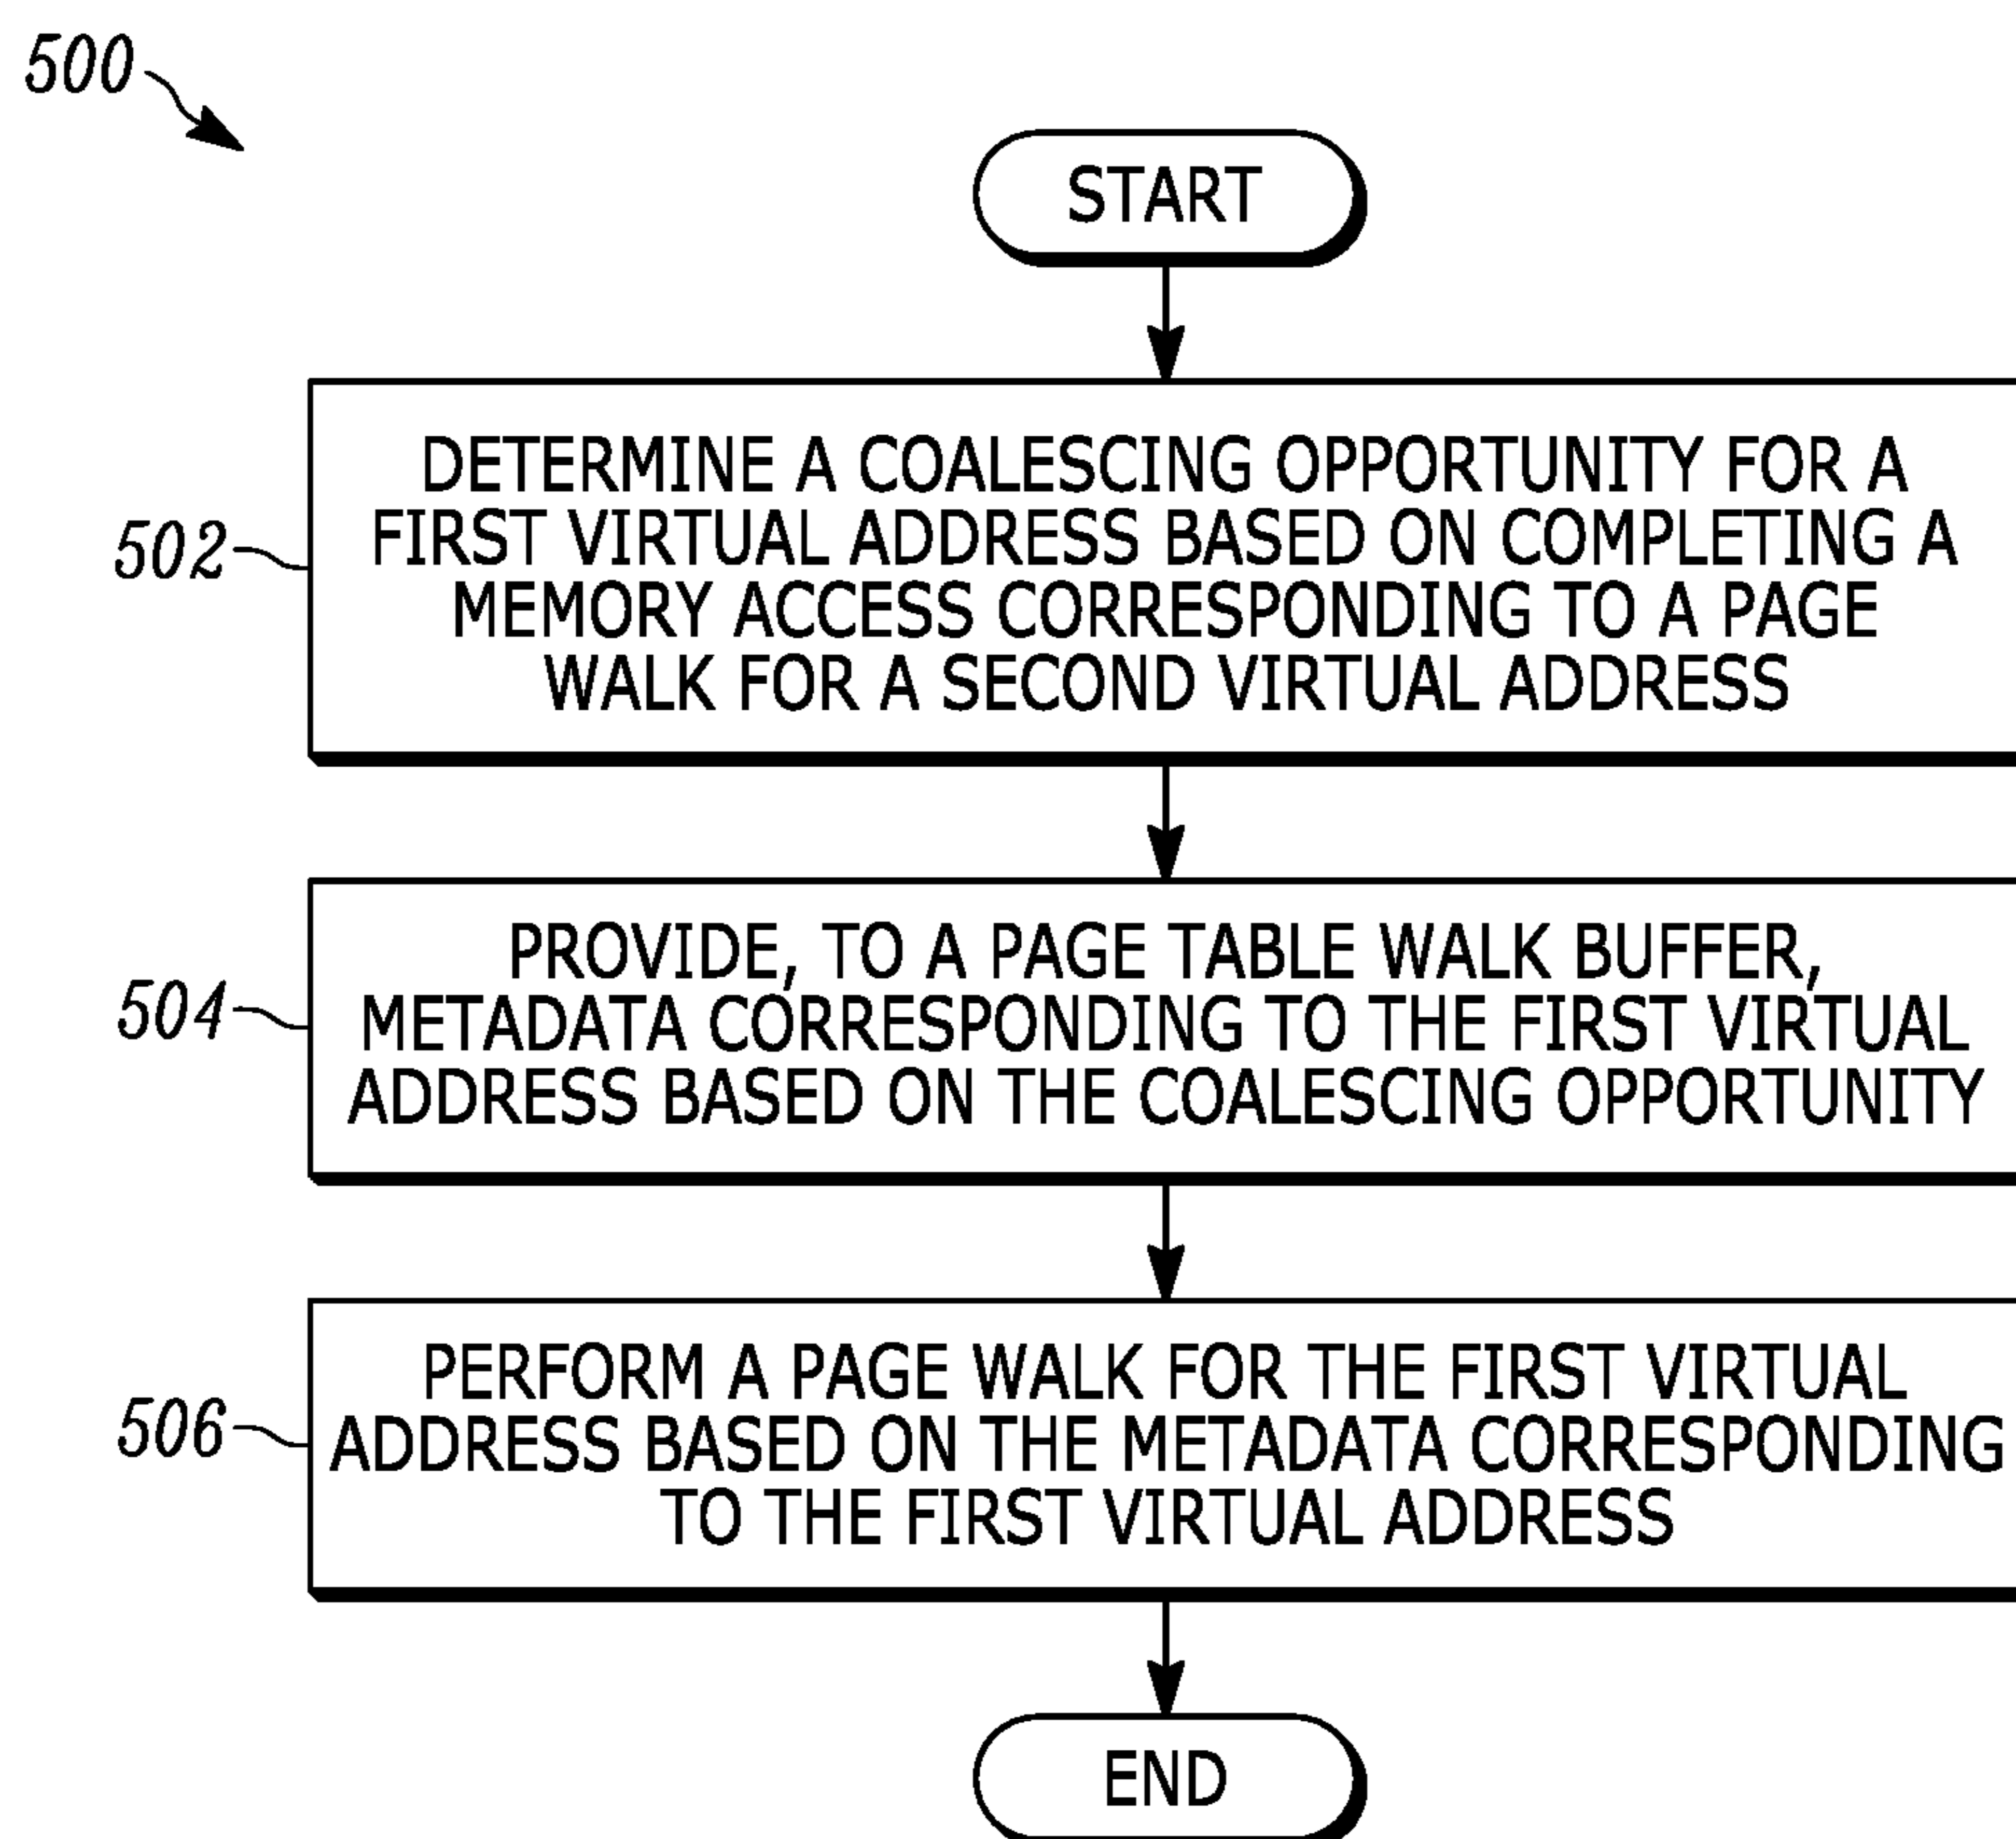 500
START
502
DETERMINE A COALESCING OPPORTUNITY FOR A
FIRST VIRTUAL ADDRESS BASED ON COMPLETING A
MEMORY ACCESS CORRESPONDING TO A PAGE
WALK FOR A SECOND VIRTUAL ADDRESS
504
PROVIDE, TO A PAGE TABLE WALK BUFFER,
METADATA CORRESPONDING TO THE FIRST VIRTUAL
ADDRESS BASED ON THE COALESCING OPPORTUNITY
506
PERFORM A PAGE WALK FOR THE FIRST VIRTUAL
ADDRESS BASED ON THE METADATA CORRESPONDING
TO THE FIRST VIRTUAL ADDRESS
END